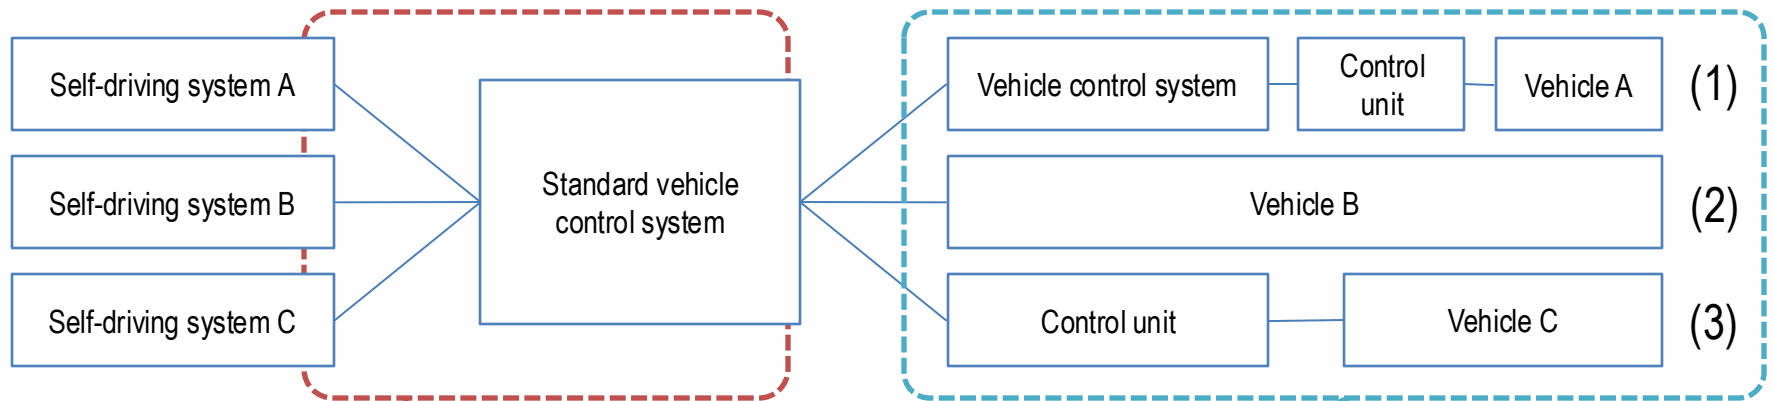 Self-driving system A
Self-driving system B
Self-driving system C
Standard vehicle
control system
Vehicle control system
Control
unit
Vehicle A
(1)
Vehicle B
(2)
Control unit
Vehicle C
(3)